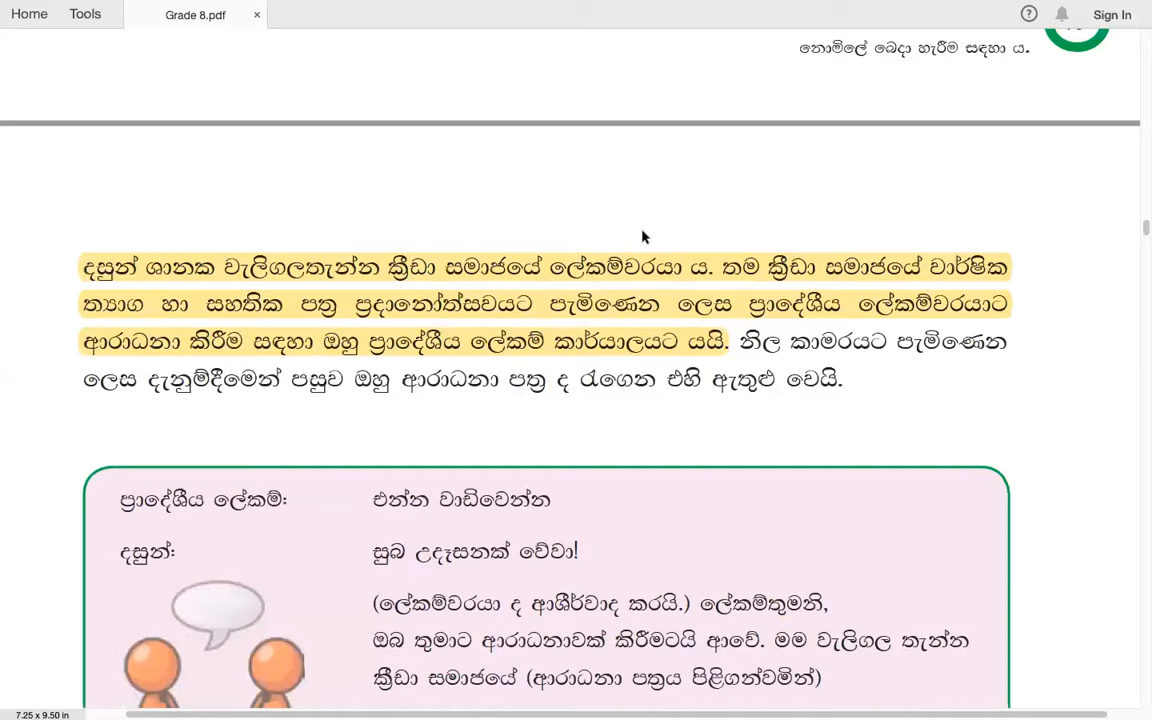 Home Tools Grade 8.pdf × Sign In
නොමිලේ බෙදා හැරීම සඳහා ය.
දසුන් ශානක වැලිගලතැන්න ක්‍රීඩා සමාජයේ ලේකම්වරයා ය. තම ක්‍රීඩා සමාජයේ වාර්ෂික
ත්‍යාග හා සහතික පත්‍ර ප්‍රදානෝත්සවයට පැමිණෙන ලෙස ප්‍රාදේශීය ලේකම්වරයාට
ආරාධනා කිරීම සඳහා ඔහු ප්‍රාදේශීය ලේකම් කාර්යාලයට යයි. නිල කාමරයට පැමිණෙන
ලෙස දැනුම්දීමෙන් පසුව ඔහු ආරාධනා පත්‍ර ද රැගෙන එහි ඇතුළු වෙයි.
ප්‍රාදේශීය ලේකම්: එන්න වාඩිවෙන්න
දසුන්: සුබ උදෑසනක් වේවා!
(ලේකම්වරයා ද ආශීර්වාද කරයි.) ලේකම්තුමනි,
ඔබ තුමාට ආරාධනාවක් කිරීමටයි ආවේ. මම වැලිගල තැන්න
ක්‍රීඩා සමාජයේ (ආරාධනා පත්‍රය පිළිගන්වමින්)
7.25 x 9.50 in